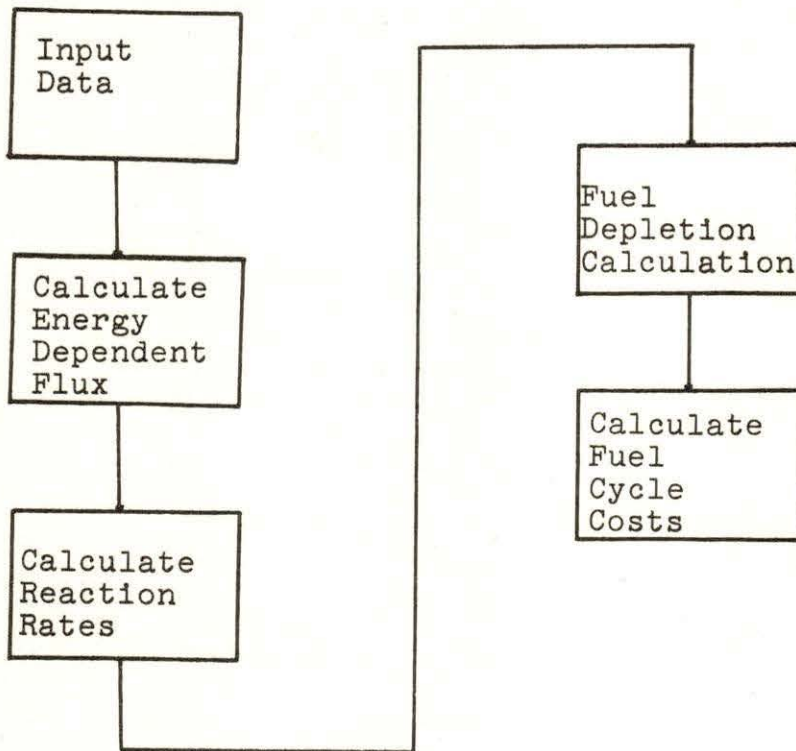 Input
Data
Calculate
Energy
Dependent
Flux
Calculate
Reaction
Rates
Fuel
Depletion
Calculation
Calculate
Fuel
Cycle
Costs